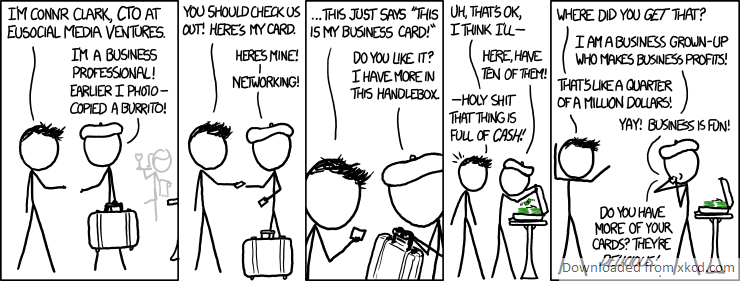 I'M CONNR CLARK, CTO AT
EUSOCIAL MEDIA VENTURES.
I'M A BUSINESS
PROFESSIONAL!
EARLIER I PHOTO-
COPIED A BURRITO!
YOU SHOULD CHECK US
OUT! HERE'S MY CARD.
HERE'S MINE!
NETWORKING!
...THIS JUST SAYS "THIS
IS MY BUSINESS CARD!"
DO YOU LIKE IT?
I HAVE MORE IN
THIS HANDLEBOX.
UH, THAT'S OK,
I THINK I'LL—
HERE, HAVE
TEN OF THEM!
—HOLY SHIT
THAT THING IS
FULL OF CASH!
WHERE DID YOU GET THAT?
I AM A BUSINESS GROWN-UP
WHO MAKES BUSINESS PROFITS!
THAT'S LIKE A QUARTER
OF A MILLION DOLLARS!
YAY! BUSINESS IS FUN!
DO YOU HAVE
MORE OF YOUR
CARDS? THEY'RE
DELICIOUS!
Downloaded from xkcd.com